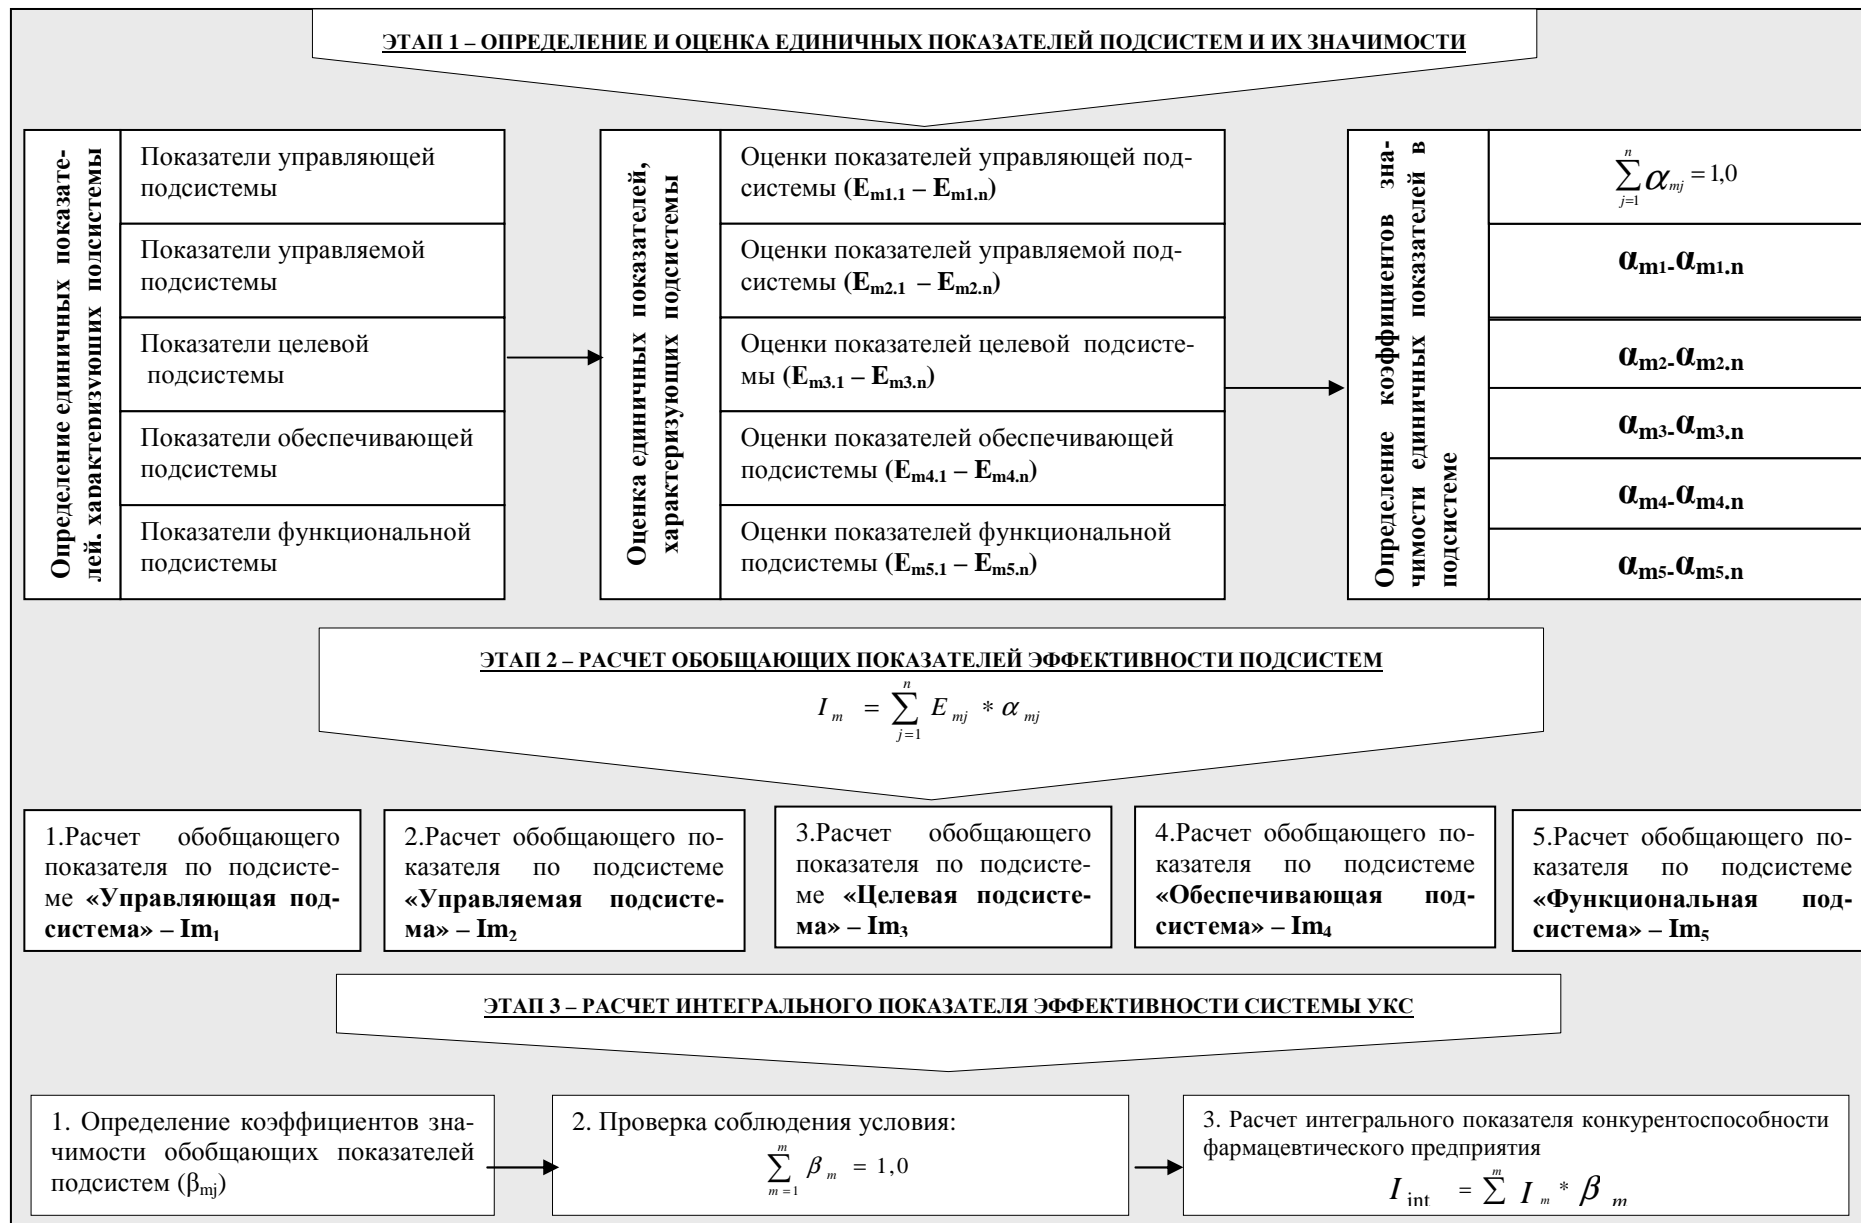 ЭТАП 1 – ОПРЕДЕЛЕНИЕ И ОЦЕНКА ЕДИНИЧНЫХ ПОКАЗАТЕЛЕЙ ПОДСИСТЕМ И ИХ ЗНАЧИМОСТИ
Определение единичных показате-
лей. характеризующих подсистемы
Показатели управляющей
подсистемы
Показатели управляемой
подсистемы
Показатели целевой
подсистемы
Показатели обеспечивающей
подсистемы
Показатели функциональной
подсистемы
Оценка единичных показателей,
характеризующих подсистемы
Оценки показателей управляющей под-
системы (Em1.1 – Em1.n)
Оценки показателей управляемой под-
системы (Em2.1 – Em2.n)
Оценки показателей целевой подсисте-
мы (Em3.1 – Em3.n)
Оценки показателей обеспечивающей
подсистемы (Em4.1 – Em4.n)
Оценки показателей функциональной
подсистемы (Em5.1 – Em5.n)
Определение коэффициентов зна-
чимости единичных показателей в
подсистеме
n
∑ αmj = 1,0
j=1
αm1-αm1.n
αm2-αm2.n
αm3-αm3.n
αm4-αm4.n
αm5-αm5.n
ЭТАП 2 – РАСЧЕТ ОБОБЩАЮЩИХ ПОКАЗАТЕЛЕЙ ЭФФЕКТИВНОСТИ ПОДСИСТЕМ
n
I m = ∑ E mj * α mj
j=1
1.Расчет обобщающего
показателя по подсисте-
ме «Управляющая под-
система» – Im1
2.Расчет обобщающего по-
казателя по подсистеме
«Управляемая подсисте-
ма» – Im2
3.Расчет обобщающего
показателя по подсисте-
ме «Целевая подсисте-
ма» – Im3
4.Расчет обобщающего по-
казателя по подсистеме
«Обеспечивающая под-
система» – Im4
5.Расчет обобщающего по-
казателя по подсистеме
«Функциональная под-
система» – Im5
ЭТАП 3 – РАСЧЕТ ИНТЕГРАЛЬНОГО ПОКАЗАТЕЛЯ ЭФФЕКТИВНОСТИ СИСТЕМЫ УКС
1. Определение коэффициентов зна-
чимости обобщающих показателей
подсистем (βmj)
2. Проверка соблюдения условия:
m
∑ β m = 1,0
m=1
3. Расчет интегрального показателя конкурентоспособности
фармацевтического предприятия
m
I int = ∑ I m * β m